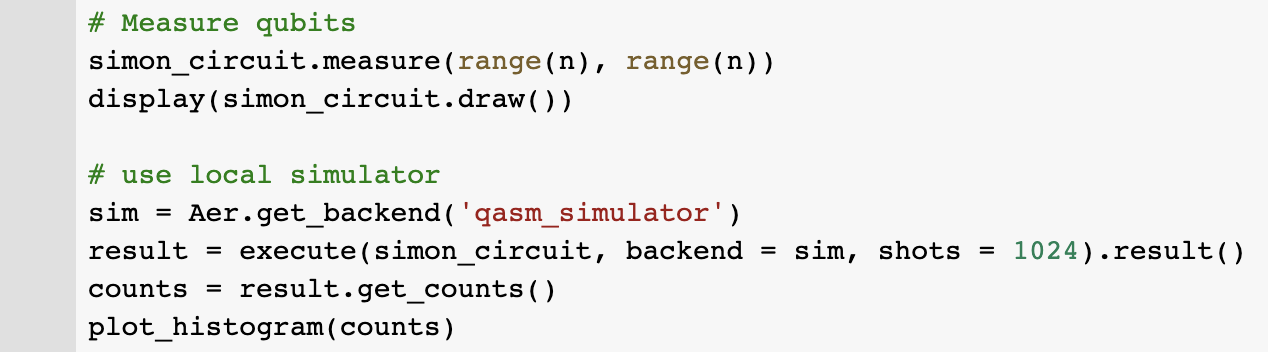 # Measure qubits
simon_circuit.measure(range(n), range(n))
display(simon_circuit.draw())
# use local simulator
sim = Aer.get_backend('qasm_simulator')
result = execute(simon_circuit, backend = sim, shots = 1024).result()
counts = result.get_counts()
plot_histogram(counts)